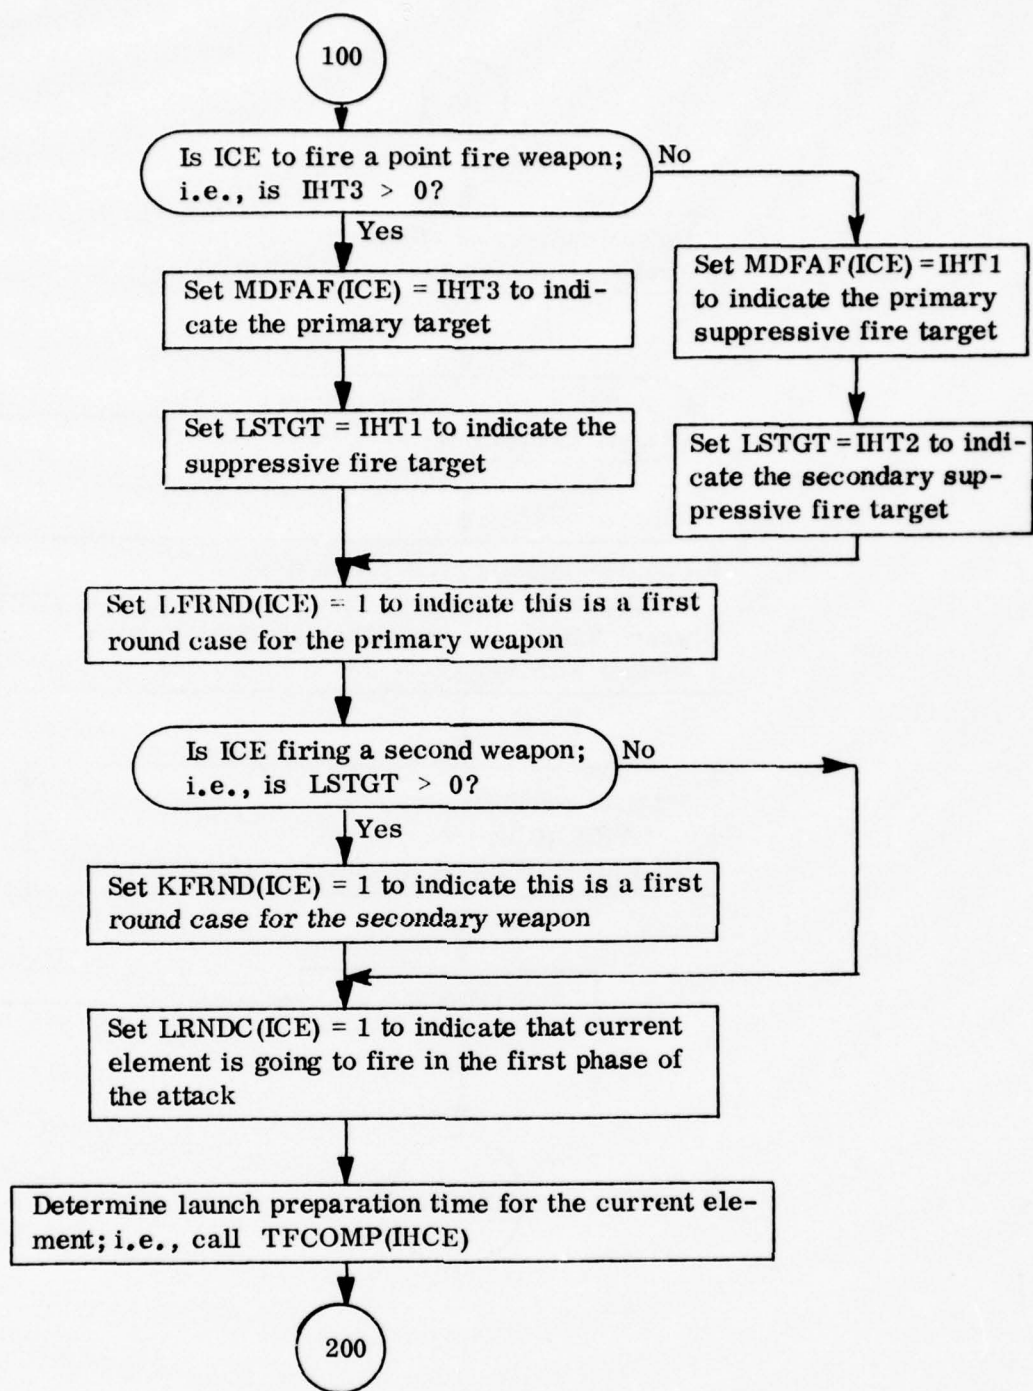 100
Is ICE to fire a point fire weapon;
i.e., is IHT3 > 0?
No
Yes
Set MDFAF(ICE) = IHT3 to indi-
cate the primary target
Set MDFAF(ICE) = IHT1
to indicate the primary
suppressive fire target
Set LSTGT = IHT1 to indicate the
suppressive fire target
Set LSTGT = IHT2 to indi-
cate the secondary sup-
pressive fire target
Set LFRND(ICE) = 1 to indicate this is a first
round case for the primary weapon
Is ICE firing a second weapon;
i.e., is LSTGT > 0?
No
Yes
Set KFRND(ICE) = 1 to indicate this is a first
round case for the secondary weapon
Set LRNDC(ICE) = 1 to indicate that current
element is going to fire in the first phase of
the attack
Determine launch preparation time for the current ele-
ment; i.e., call TFCOMP(IHCE)
200